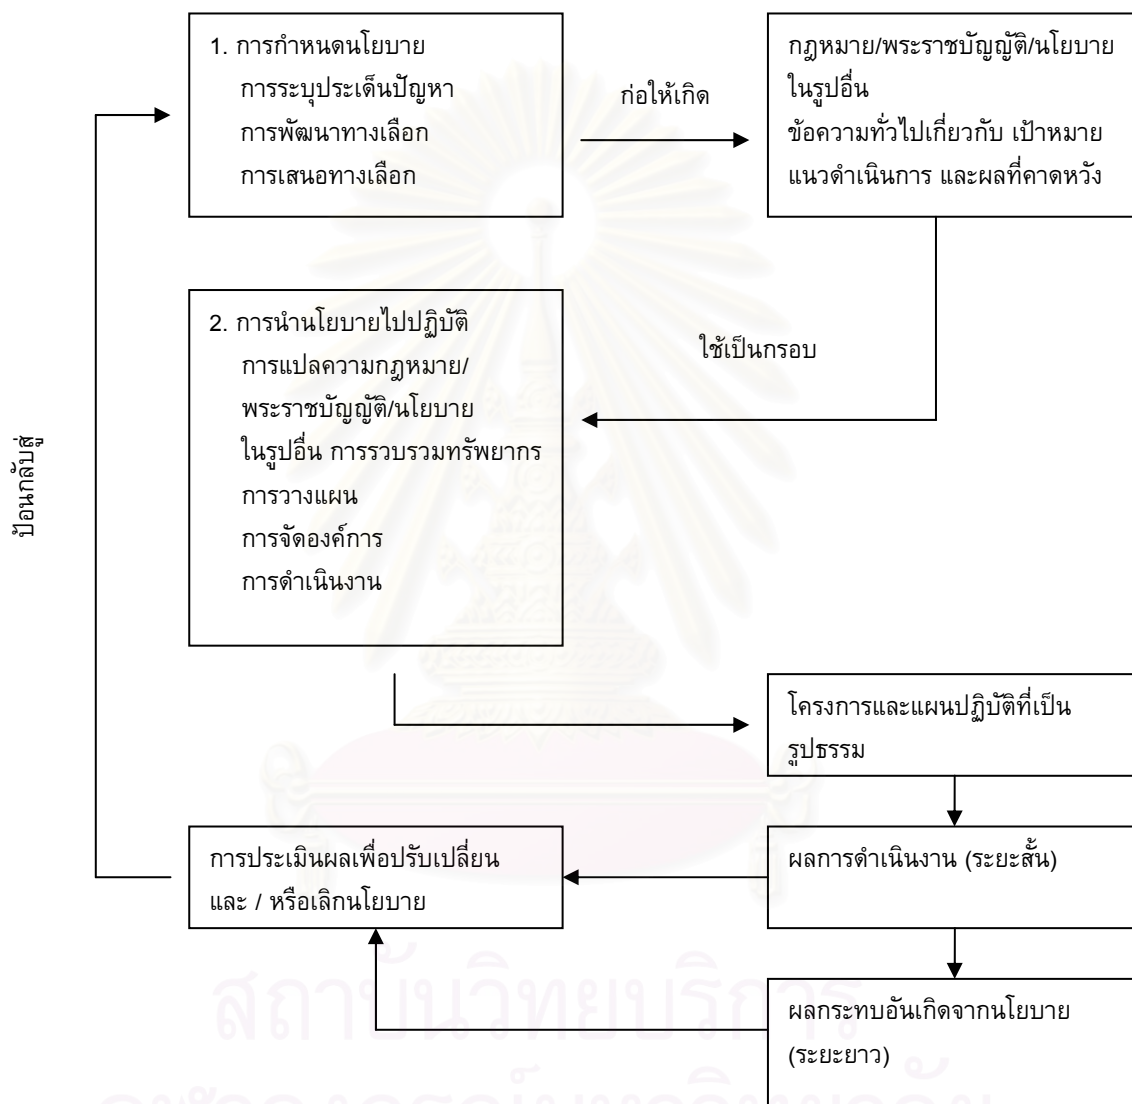 1. การกำหนดนโยบาย
การระบุประเด็นปัญหา
การพัฒนาทางเลือก
การเสนอทางเลือก
ก่อให้เกิด
กฎหมาย/พระราชบัญญัติ/นโยบาย
ในรูปอื่น
ข้อความทั่วไปเกี่ยวกับ เป้าหมาย
แนวดำเนินการ และผลที่คาดหวัง
2. การนำนโยบายไปปฏิบัติ
การแปลความกฎหมาย/
พระราชบัญญัติ/นโยบาย
ในรูปอื่น การรวบรวมทรัพยากร
การวางแผน
การจัดองค์การ
การดำเนินงาน
ใช้เป็นกรอบ
ป้อนกลับสู่
โครงการและแผนปฏิบัติที่เป็น
รูปธรรม
การประเมินผลเพื่อปรับเปลี่ยน
และ / หรือเลิกนโยบาย
ผลการดำเนินงาน (ระยะสั้น)
ผลกระทบอันเกิดจากนโยบาย
(ระยะยาว)
สถาบันวิทยบริการ